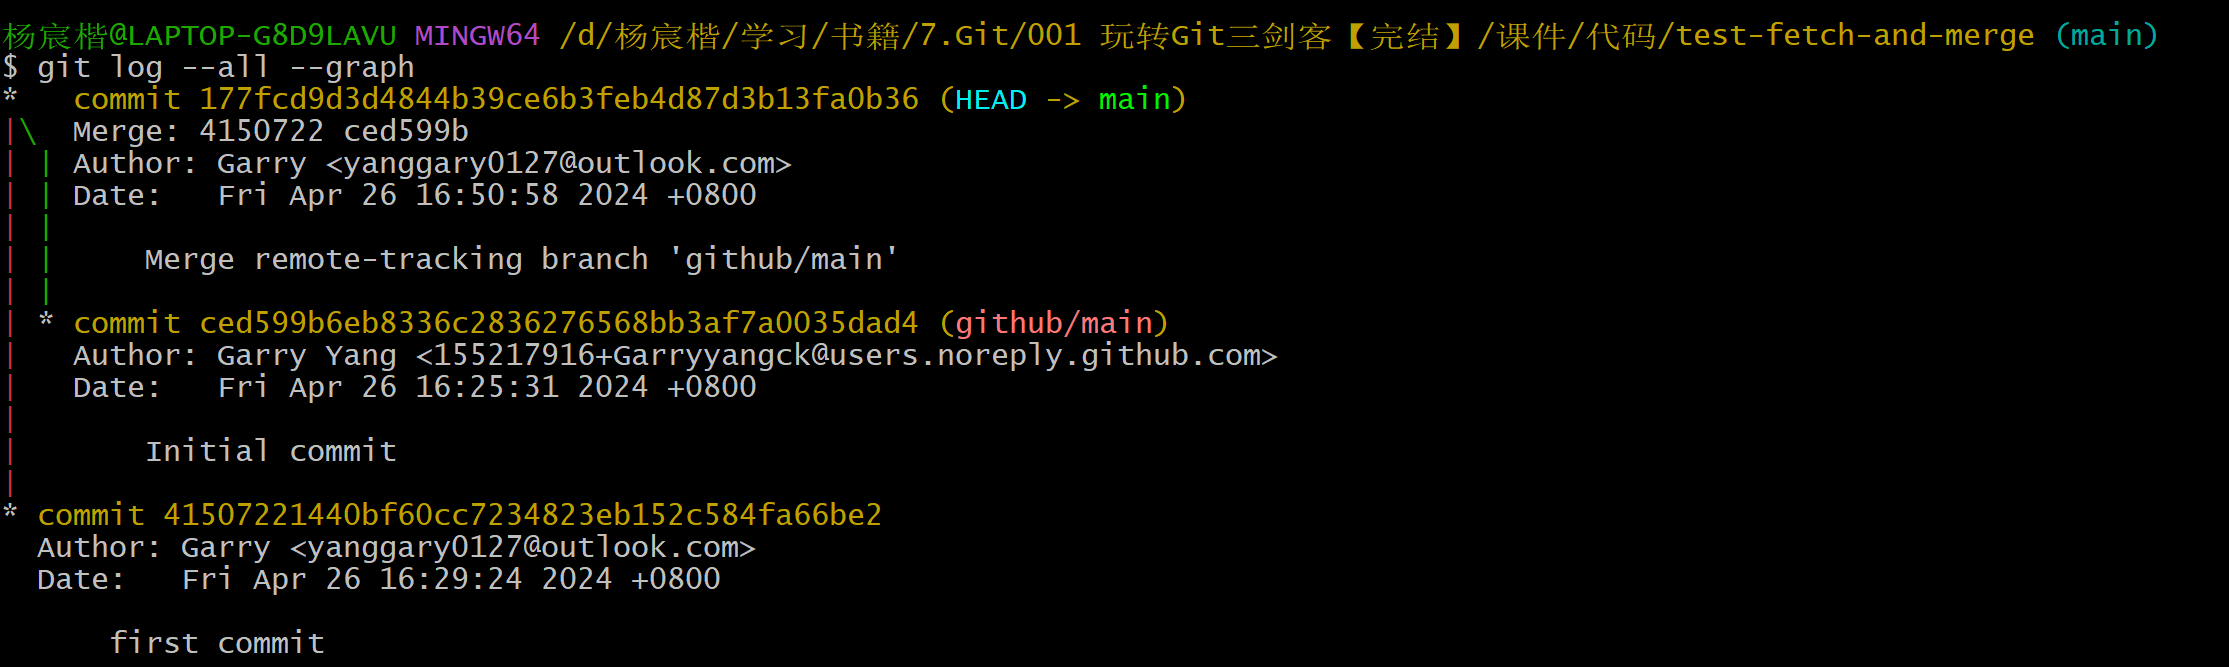 杨宸楷@LAPTOP-G8D9LAVU MINGW64 /d/杨宸楷/学习/书籍/7.Git/001 玩转Git三剑客【完结】/课件/代码/test-fetch-and-merge (main)
$ git log --all --graph
*   commit 177fcd9d3d4844b39ce6b3feb4d87d3b13fa0b36 (HEAD -> main)
|\  Merge: 4150722 ced599b
| | Author: Garry <yanggary0127@outlook.com>
| | Date:   Fri Apr 26 16:50:58 2024 +0800
| |
| |     Merge remote-tracking branch 'github/main'
| |
| * commit ced599b6eb8336c2836276568bb3af7a0035dad4 (github/main)
|   Author: Garry Yang <155217916+Garryyangck@users.noreply.github.com>
|   Date:   Fri Apr 26 16:25:31 2024 +0800
|
|       Initial commit
|
* commit 41507221440bf60cc7234823eb152c584fa66be2
  Author: Garry <yanggary0127@outlook.com>
  Date:   Fri Apr 26 16:29:24 2024 +0800

      first commit